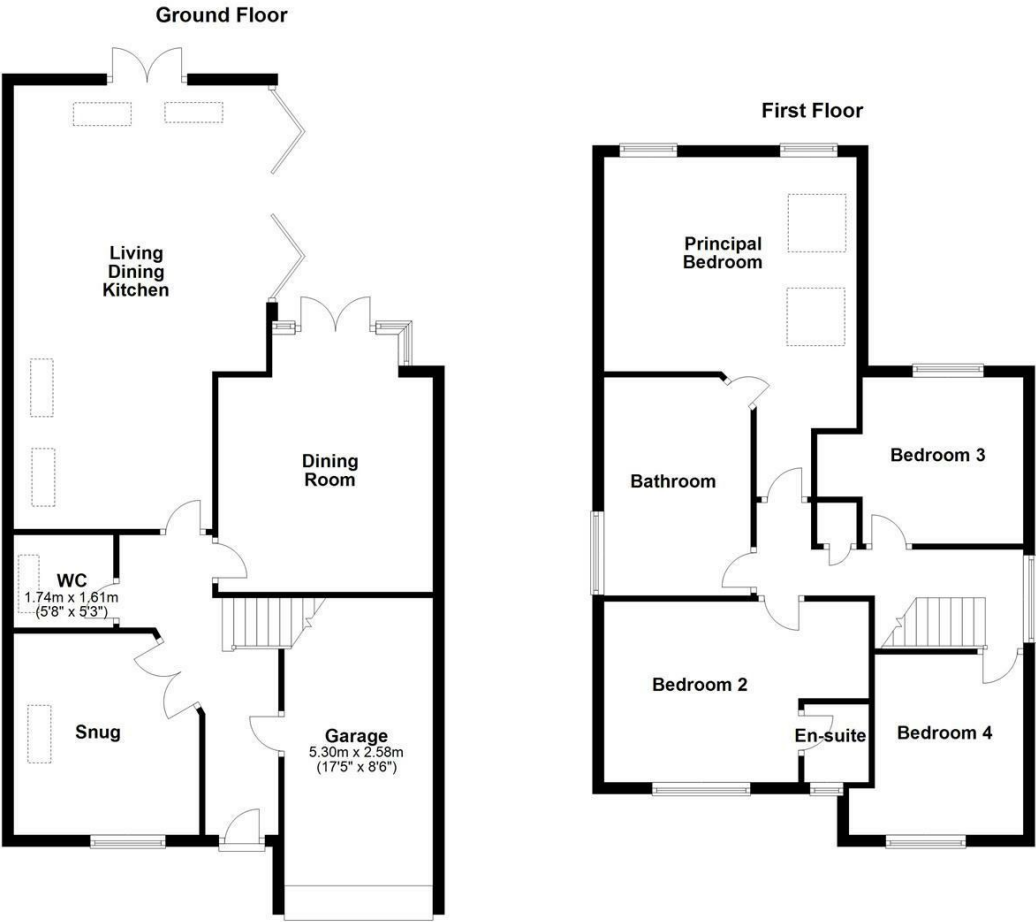 Ground Floor
Living
Dining
Kitchen
Dining
Room
WC
1.74m x 1.61m
(5'8" x 5'3")
Snug
Garage
5.30m x 2.58m
(17'5" x 8'6")
First Floor
Principal
Bedroom
Bedroom 3
Bathroom
Bedroom 2
En-suite
Bedroom 4